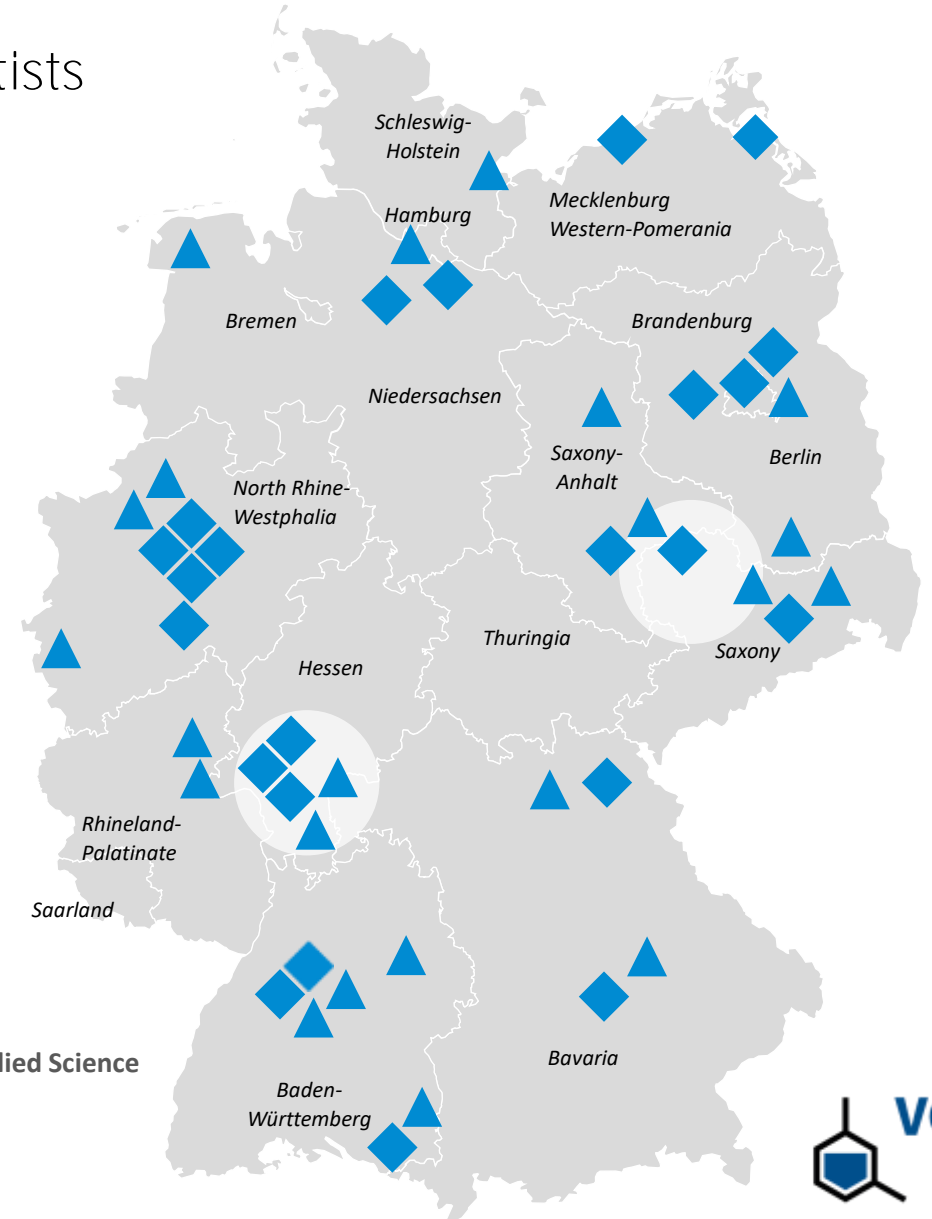 tists
Schleswig-
Holstein
Hamburg
Mecklenburg
Western-Pomerania
Bremen
Brandenburg
Niedersachsen
Saxony-
Anhalt
Berlin
North Rhine-
Westphalia
Thuringia
Saxony
Hessen
Rhineland-
Palatinate
Saarland
lied Science
Bavaria
Baden-
Württemberg